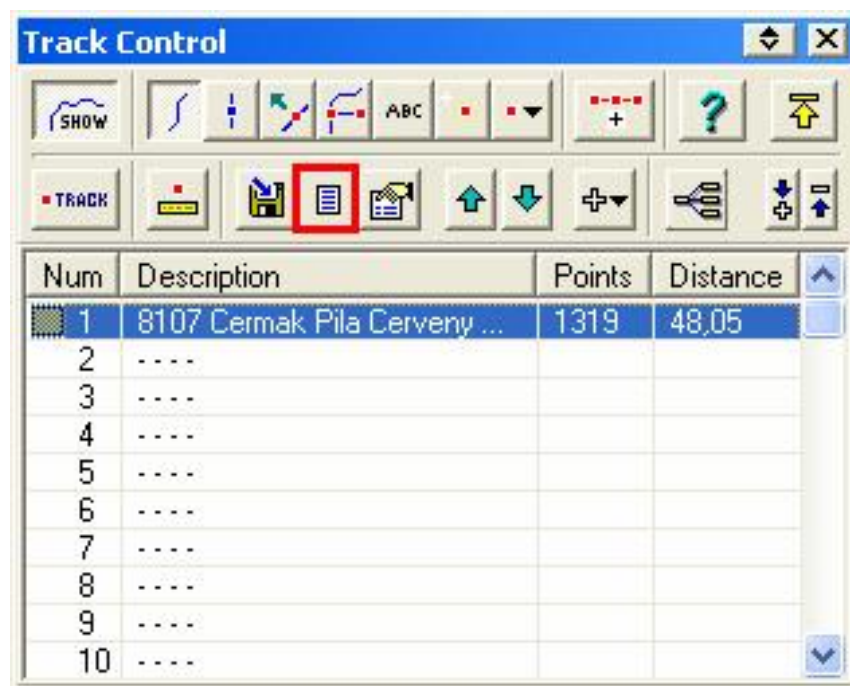 Track Control
SHOW ABC
TRACK
Num Description Points Distance
1 8107 Cermak Pila Cerveny ... 1319 48,05
2 - - - -
3 - - - -
4 - - - -
5 - - - -
6 - - - -
7 - - - -
8 - - - -
9 - - - -
10 - - - -